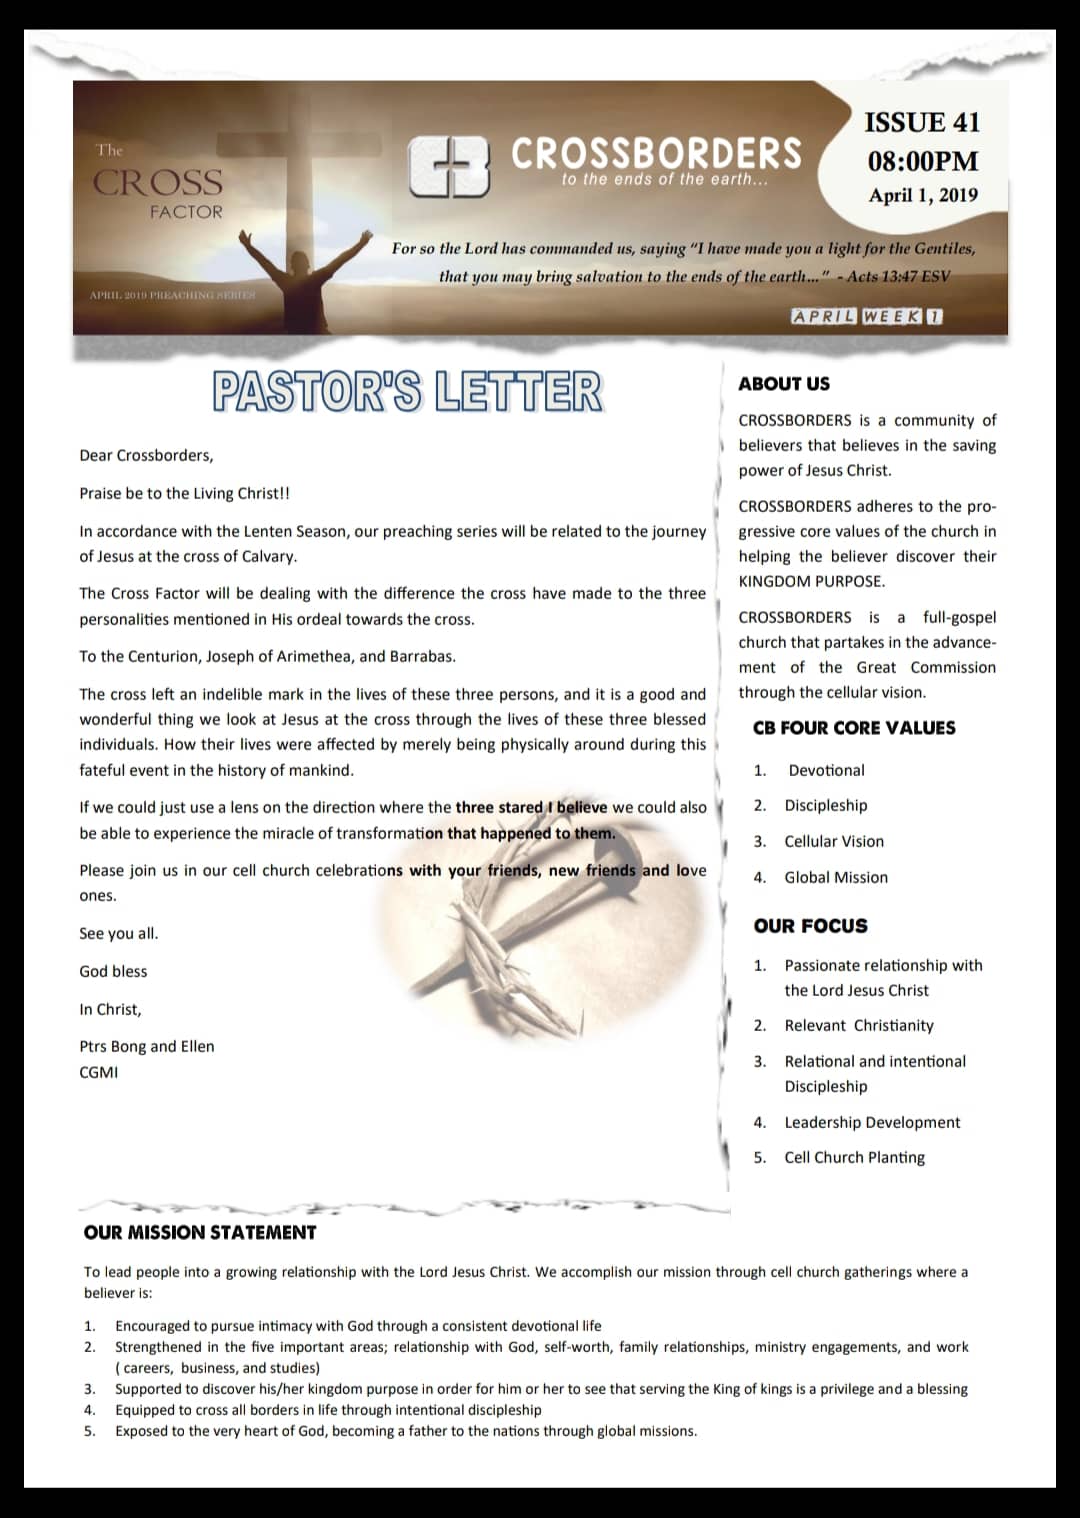 The
CROSS
FACTOR
APRIL 2019 PREACHING SERIES
CB
CROSSBORDERS
to the ends of the earth...
ISSUE 41
08:00PM
April 1, 2019
For so the Lord has commanded us, saying “I have made you a light for the Gentiles,
that you may bring salvation to the ends of the earth...” - Acts 13:47 ESV
APRIL WEEK 1
PASTOR'S LETTER
Dear Crossborders,
Praise be to the Living Christ!!
In accordance with the Lenten Season, our preaching series will be related to the journey
of Jesus at the cross of Calvary.
The Cross Factor will be dealing with the difference the cross have made to the three
personalities mentioned in His ordeal towards the cross.
To the Centurion, Joseph of Arimethea, and Barrabas.
The cross left an indelible mark in the lives of these three persons, and it is a good and
wonderful thing we look at Jesus at the cross through the lives of these three blessed
individuals. How their lives were affected by merely being physically around during this
fateful event in the history of mankind.
If we could just use a lens on the direction where the three stared I believe we could also
be able to experience the miracle of transformation that happened to them.
Please join us in our cell church celebrations with your friends, new friends and love
ones.
See you all.
God bless
In Christ,
Ptrs Bong and Ellen
CGMI
ABOUT US
CROSSBORDERS is a community of
believers that believes in the saving
power of Jesus Christ.
CROSSBORDERS adheres to the pro-
gressive core values of the church in
helping the believer discover their
KINGDOM PURPOSE.
CROSSBORDERS is a full-gospel
church that partakes in the advance-
ment of the Great Commission
through the cellular vision.
CB FOUR CORE VALUES
1. Devotional
2. Discipleship
3. Cellular Vision
4. Global Mission
OUR FOCUS
1. Passionate relationship with
the Lord Jesus Christ
2. Relevant Christianity
3. Relational and intentional
Discipleship
4. Leadership Development
5. Cell Church Planting
OUR MISSION STATEMENT
To lead people into a growing relationship with the Lord Jesus Christ. We accomplish our mission through cell church gatherings where a
believer is:
1. Encouraged to pursue intimacy with God through a consistent devotional life
2. Strengthened in the five important areas; relationship with God, self-worth, family relationships, ministry engagements, and work
( careers, business, and studies)
3. Supported to discover his/her kingdom purpose in order for him or her to see that serving the King of kings is a privilege and a blessing
4. Equipped to cross all borders in life through intentional discipleship
5. Exposed to the very heart of God, becoming a father to the nations through global missions.